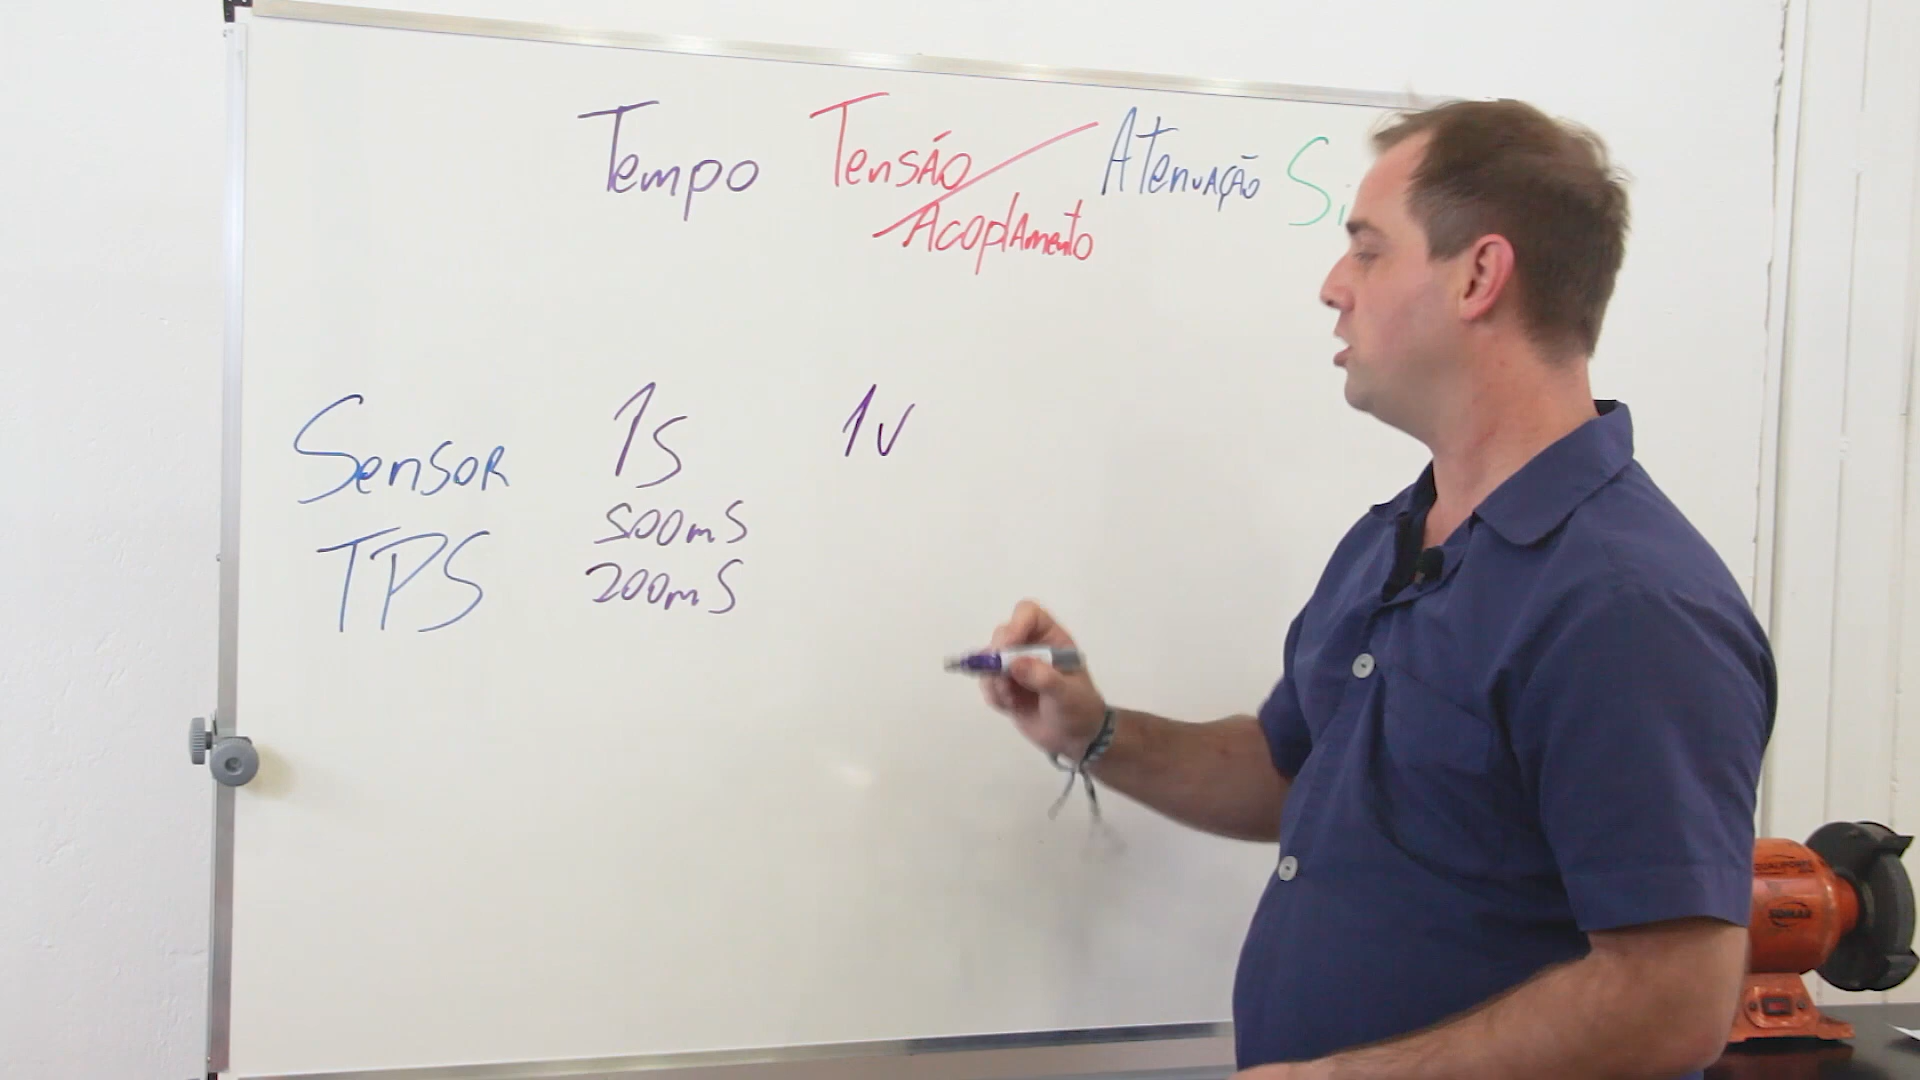 Tempo Tensão Atenuação
Acoplamento
Sensor 1s 1v
500ms
TPS 200ms